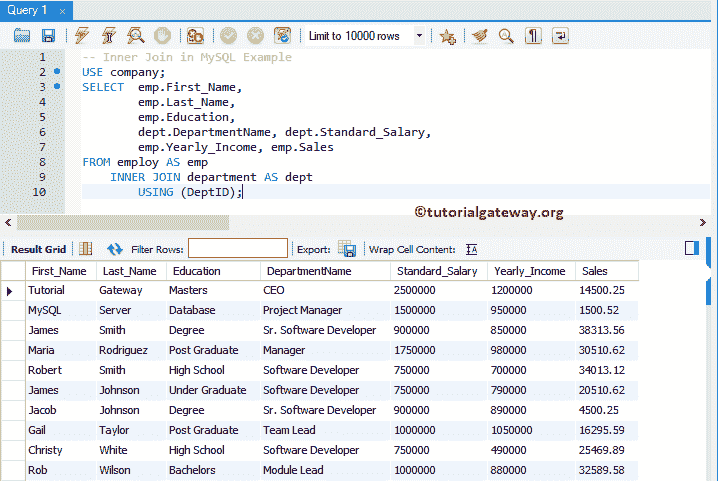 Query 1 ×
Limit to 10000 rows
1 -- Inner Join in MySQL Example
2 USE company;
3 SELECT emp.First_Name,
4 emp.Last_Name,
5 emp.Education,
6 dept.DepartmentName, dept.Standard_Salary,
7 emp.Yearly_Income, emp.Sales
8 FROM employ AS emp
9 INNER JOIN department AS dept
10 USING (DeptID);
©tutorialgateway.org
Result Grid Filter Rows: Export: Wrap Cell Content: IA
First_Name Last_Name Education DepartmentName Standard_Salary Yearly_Income Sales
Tutorial Gateway Masters CEO 2500000 1200000 14500.25
MySQL Server Database Project Manager 1500000 950000 1500.52
James Smith Degree Sr. Software Developer 900000 850000 38313.56
Maria Rodriguez Post Graduate Manager 1750000 980000 30510.62
Robert Smith High School Software Developer 750000 700000 34013.12
James Johnson Under Graduate Software Developer 750000 790000 20510.62
Jacob Johnson Degree Sr. Software Developer 900000 890000 4500.25
Gail Taylor Post Graduate Team Lead 1000000 1050000 16295.59
Christy White High School Software Developer 750000 490000 25469.89
Rob Wilson Bachelors Module Lead 1000000 880000 32589.58